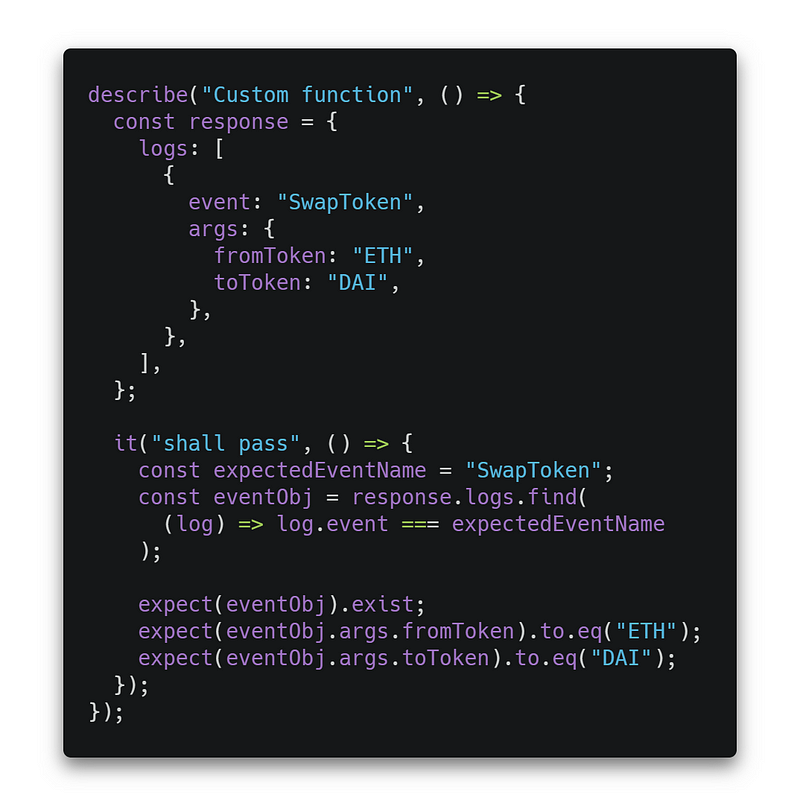 describe("Custom function", () => {
  const response = {
    logs: [
      {
        event: "SwapToken",
        args: {
          fromToken: "ETH",
          toToken: "DAI",
        },
      },
    ],
  };

  it("shall pass", () => {
    const expectedEventName = "SwapToken";
    const eventObj = response.logs.find(
      (log) => log.event === expectedEventName
    );

    expect(eventObj).exist;
    expect(eventObj.args.fromToken).to.eq("ETH");
    expect(eventObj.args.toToken).to.eq("DAI");
  });
});